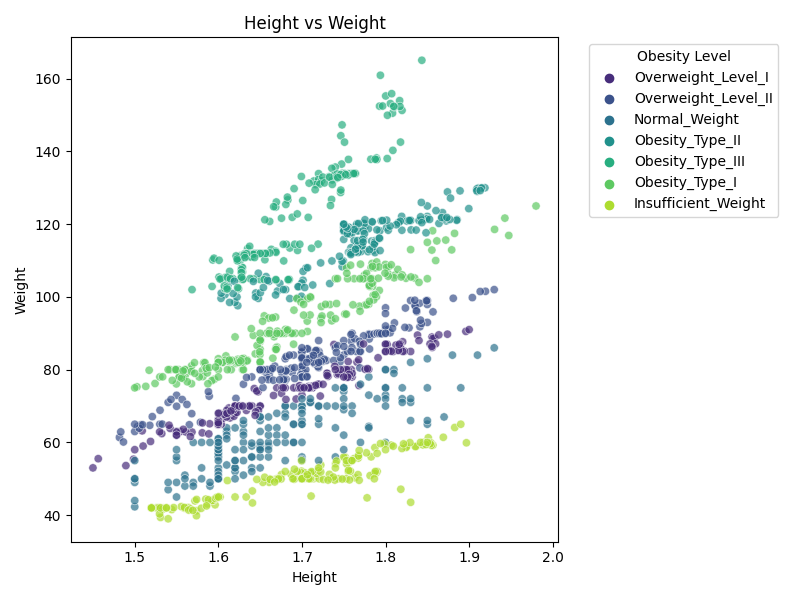 Height vs Weight
Obesity Level
Overweight_Level_I
Overweight_Level_II
Normal_Weight
Obesity_Type_II
Obesity_Type_III
Obesity_Type_I
Insufficient_Weight
Weight
160
140
120
100
80
60
40
1.5 1.6 1.7 1.8 1.9 2.0
Height